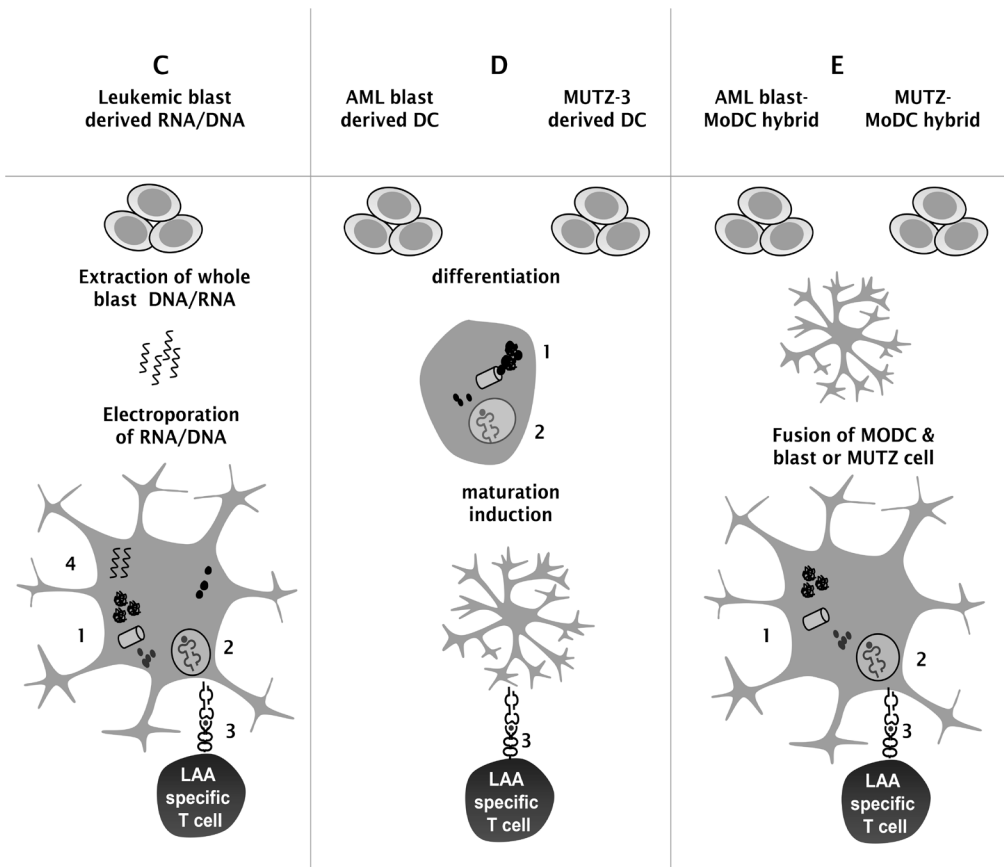 C
Leukemic blast
derived RNA/DNA
Extraction of whole
blast DNA/RNA
Electroporation
of RNA/DNA
4
1
2
3
LAA
specific
T cell
D
AML blast
derived DC
MUTZ-3
derived DC
differentiation
1
2
maturation
induction
3
LAA
specific
T cell
E
AML blast-
MoDC hybrid
MUTZ-
MoDC hybrid
Fusion of MODC &
blast or MUTZ cell
1
2
3
LAA
specific
T cell